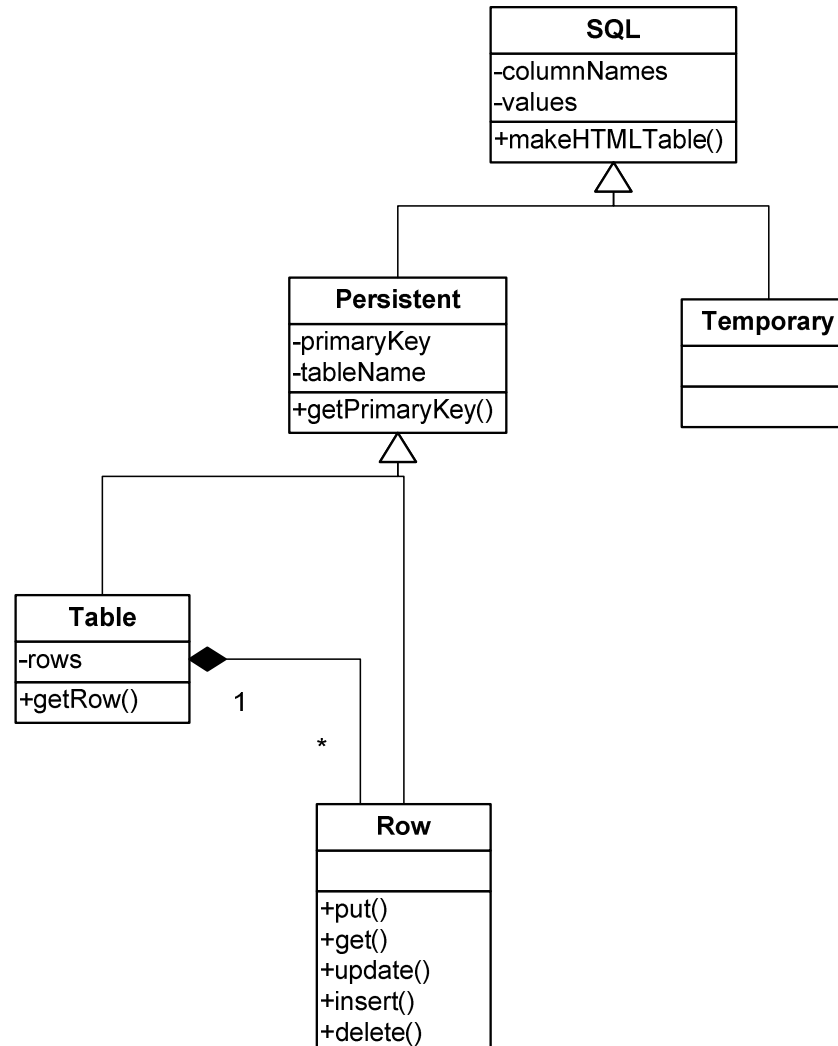 SQL
-columnNames
-values
+makeHTMLTable()
Persistent
-primaryKey
-tableName
+getPrimaryKey()
Temporary
Table
-rows
+getRow()
1
*
Row
+put()
+get()
+update()
+insert()
+delete()